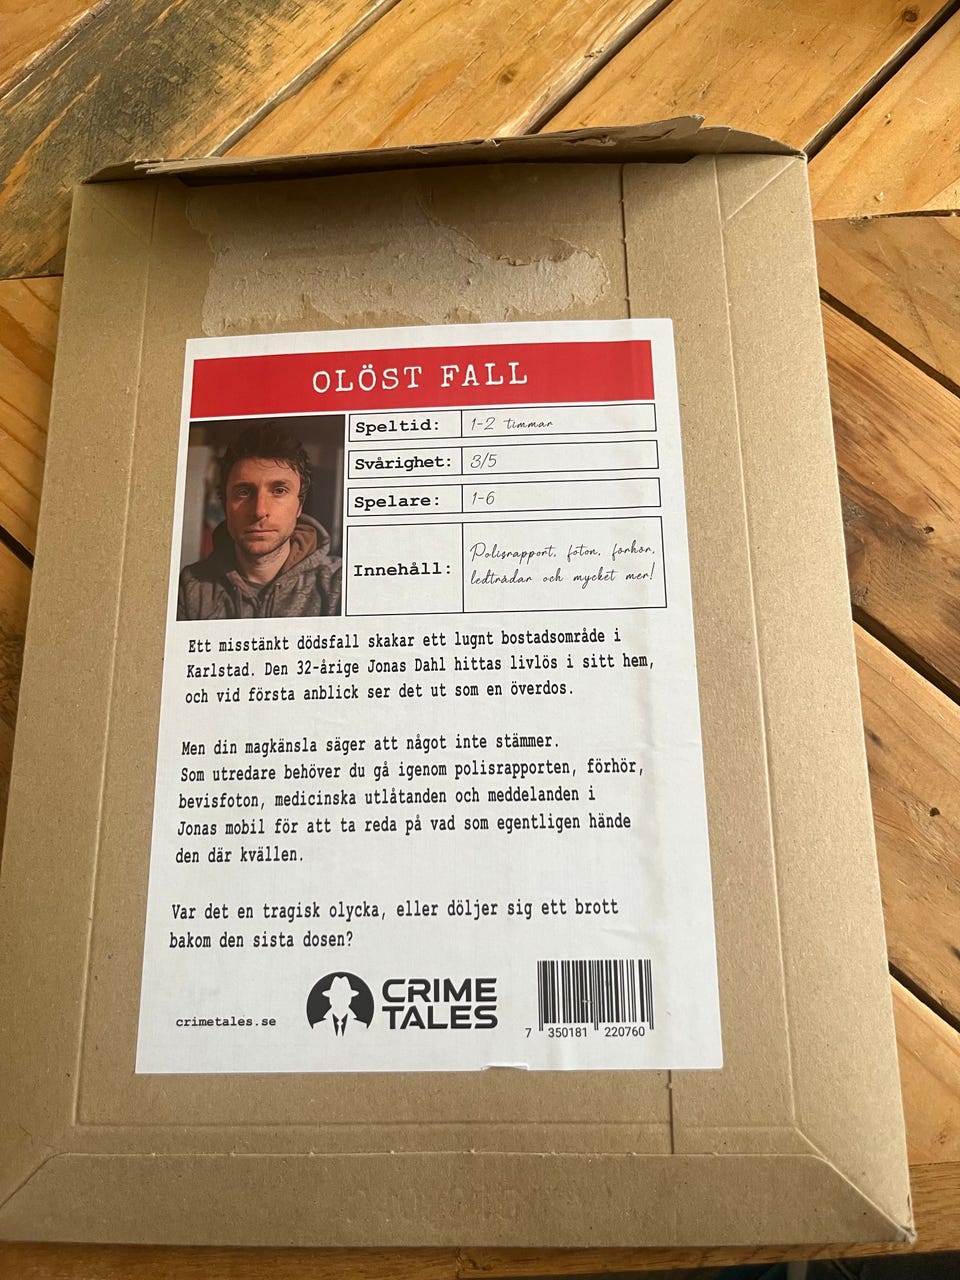 OLÖST FALL
Speltid: 1-2 timmar
Svårighet: 3/5
Spelare: 1-6
Innehåll: Polisrapport, foton, förhör,
ledtrådar och mycket mer!
Ett misstänkt dödsfall skakar ett lugnt bostadsområde i
Karlstad. Den 32-årige Jonas Dahl hittas livlös i sitt hem,
och vid första anblick ser det ut som en överdos.
Men din magkänsla säger att något inte stämmer.
Som utredare behöver du gå igenom polisrapporten, förhör,
bevisfoton, medicinska utlåtanden och meddelanden i
Jonas mobil för att ta reda på vad som egentligen hände
den där kvällen.
Var det en tragisk olycka, eller döljer sig ett brott
bakom den sista dosen?
crimetales.se
CRIME
TALES
7 350181 220760